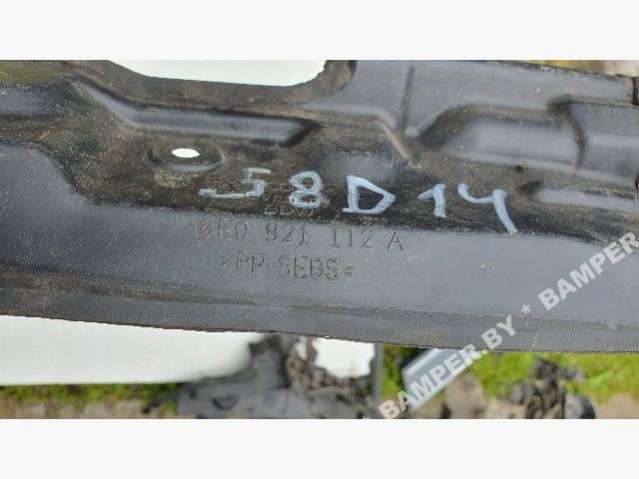 58D14
8E0 821 112 A
>PP-SEBS<
BAMPER.BY * BAMPER